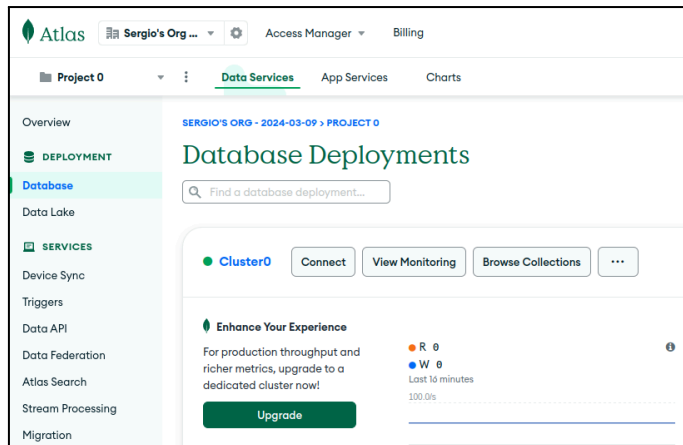 Atlas
Sergio's Org ...
Access Manager
Billing
Project 0
Data Services
App Services
Charts
Overview
DEPLOYMENT
Database
Data Lake
SERVICES
Device Sync
Triggers
Data API
Data Federation
Atlas Search
Stream Processing
Migration
SERGIO'S ORG - 2024-03-09 > PROJECT 0
Database Deployments
Find a database deployment...
Cluster0
Connect
View Monitoring
Browse Collections
...
Enhance Your Experience
For production throughput and
richer metrics, upgrade to a
dedicated cluster now!
Upgrade
R 0
W 0
Last 16 minutes
100.0/s